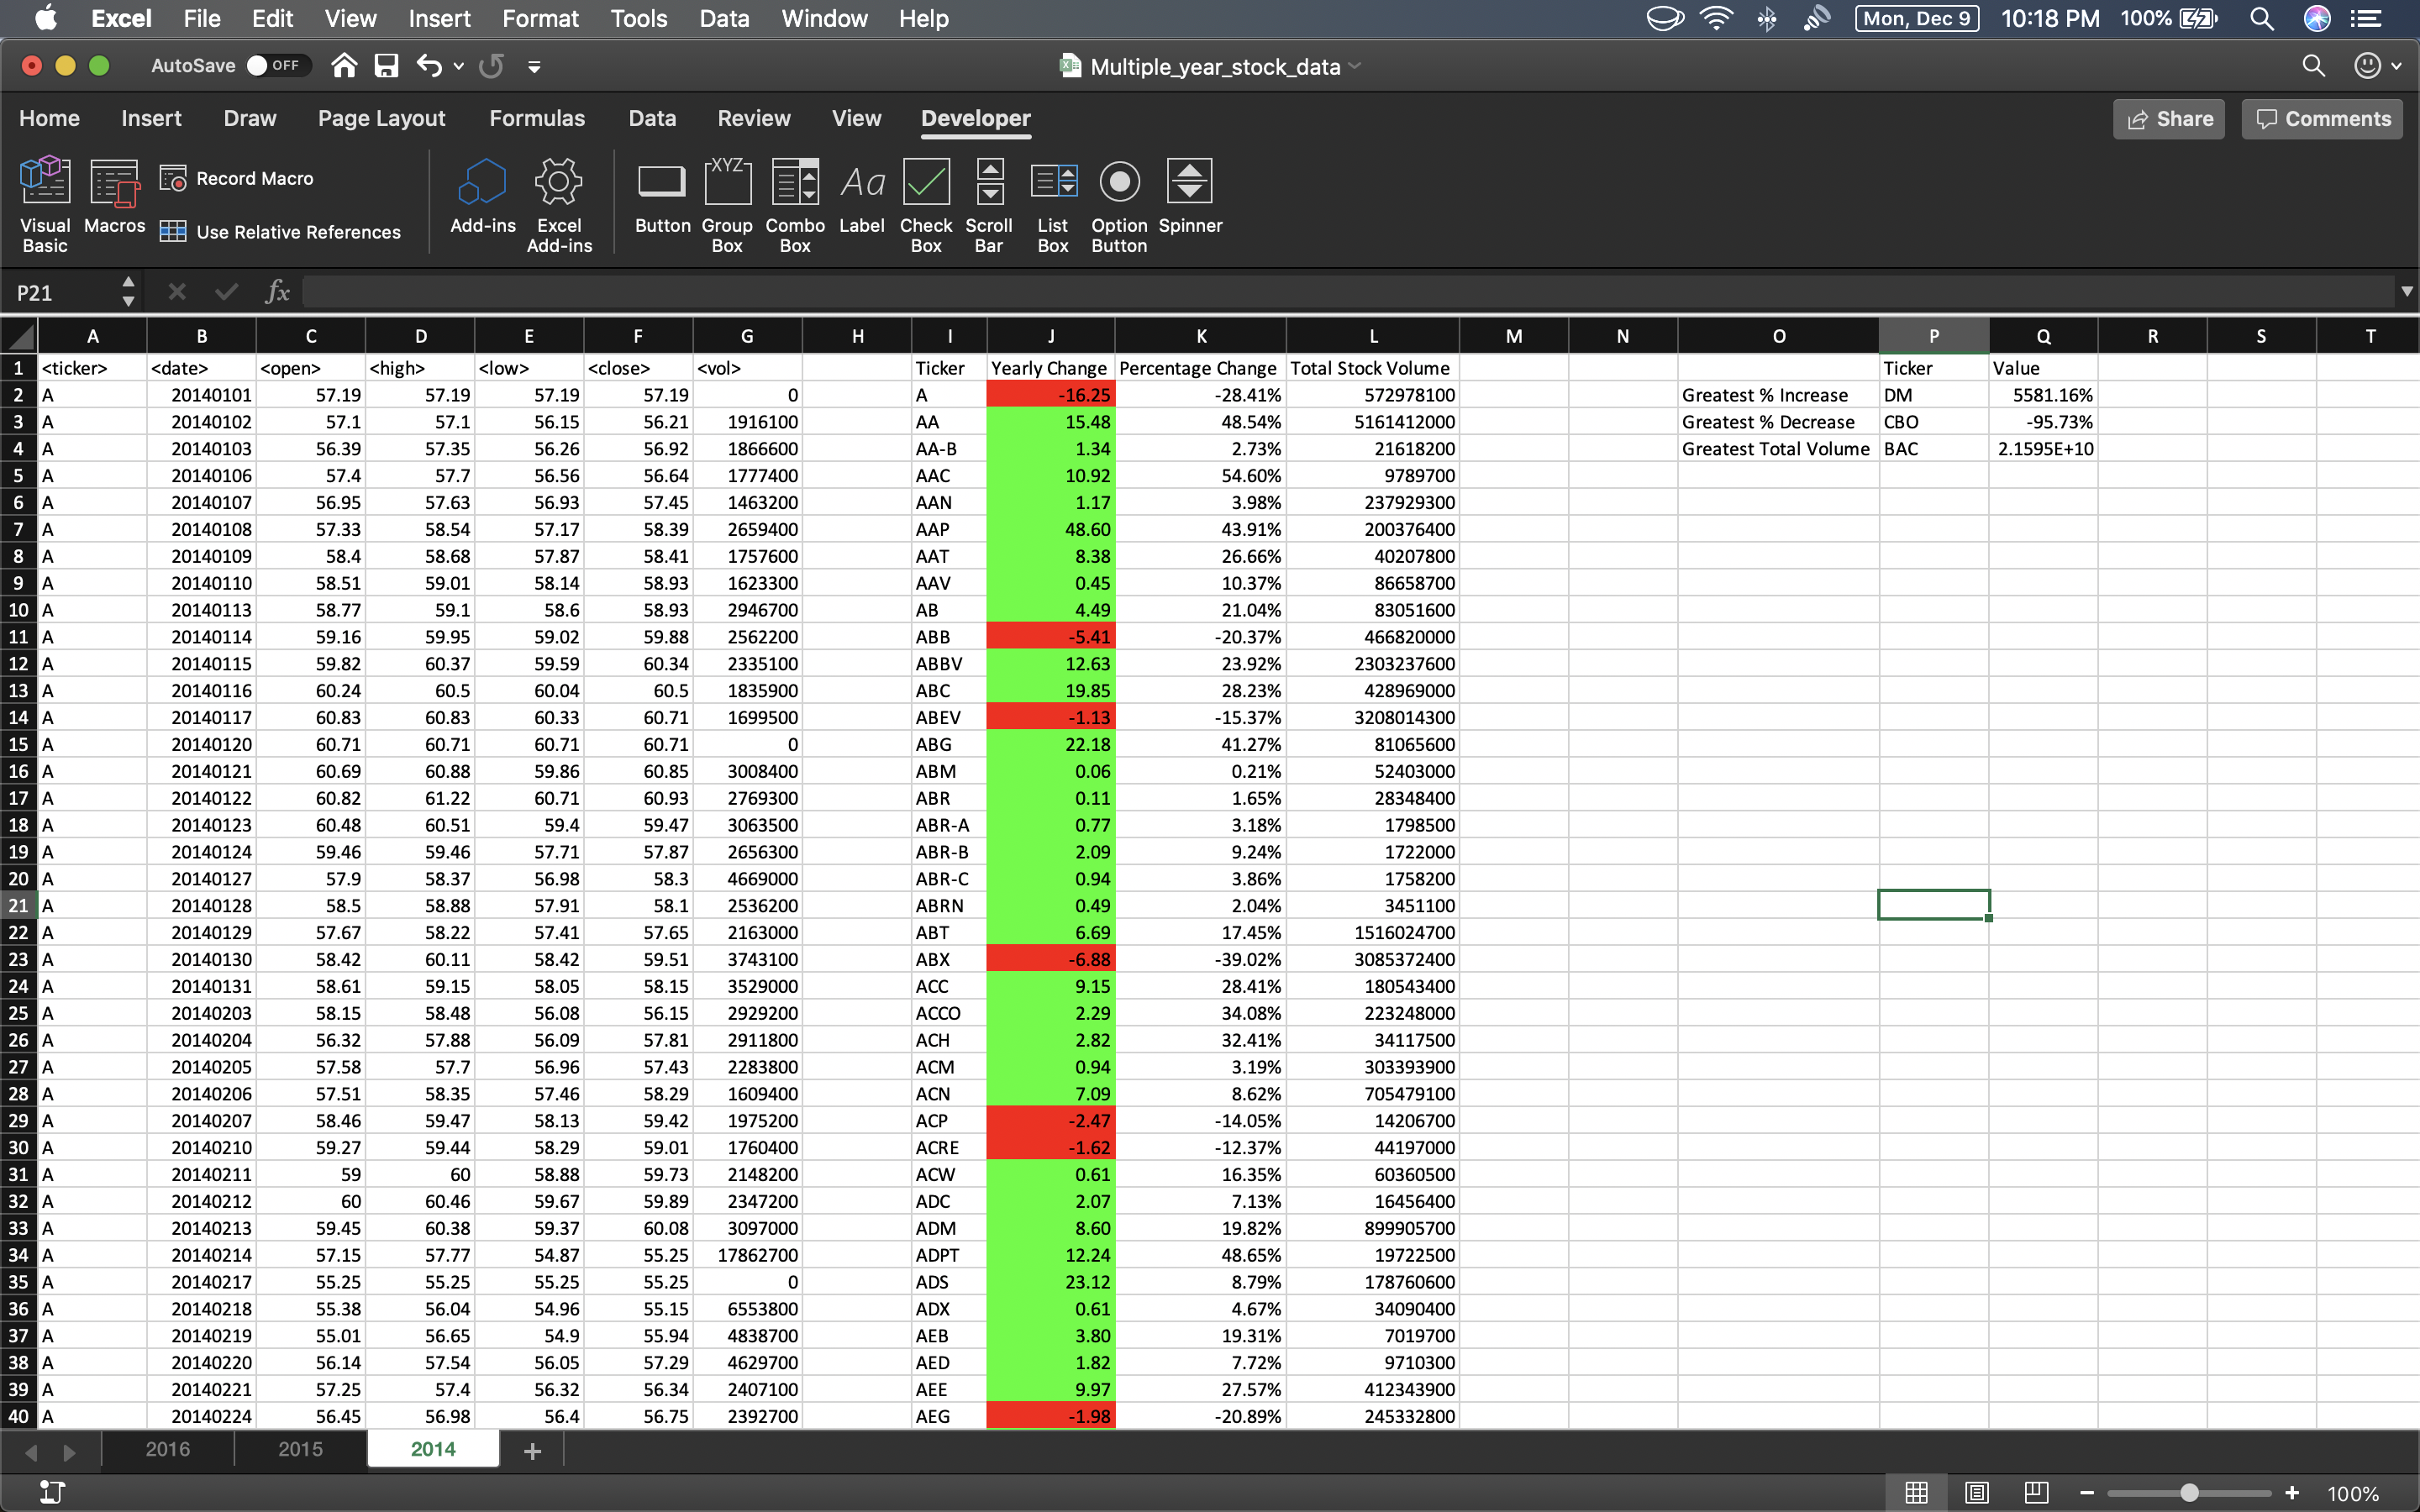 Excel File Edit View Insert Format Tools Data Window Help Mon, Dec 9 10:18 PM 100%
AutoSave OFF Multiple_year_stock_data
Home Insert Draw Page Layout Formulas Data Review View Developer Share Comments
Visual Basic Macros Record Macro Use Relative References Add-ins Excel Add-ins Button XYZ Group Box Combo Box Aa Label Check Box Scroll Bar List Box Option Button Spinner
P21 fx
A B C D E F G H I J K L M N O P Q R S T
1 <ticker> <date> <open> <high> <low> <close> <vol> Ticker Yearly Change Percentage Change Total Stock Volume Ticker Value
2 A 20140101 57.19 57.19 57.19 57.19 0 A -16.25 -28.41% 572978100 Greatest % Increase DM 5581.16%
3 A 20140102 57.1 57.1 56.15 56.21 1916100 AA 15.48 48.54% 5161412000 Greatest % Decrease CBO -95.73%
4 A 20140103 56.39 57.35 56.26 56.92 1866600 AA-B 1.34 2.73% 21618200 Greatest Total Volume BAC 2.1595E+10
5 A 20140106 57.4 57.7 56.56 56.64 1777400 AAC 10.92 54.60% 9789700
6 A 20140107 56.95 57.63 56.93 57.45 1463200 AAN 1.17 3.98% 237929300
7 A 20140108 57.33 58.54 57.17 58.39 2659400 AAP 48.60 43.91% 200376400
8 A 20140109 58.4 58.68 57.87 58.41 1757600 AAT 8.38 26.66% 40207800
9 A 20140110 58.51 59.01 58.14 58.93 1623300 AAV 0.45 10.37% 86658700
10 A 20140113 58.77 59.1 58.6 58.93 2946700 AB 4.49 21.04% 83051600
11 A 20140114 59.16 59.95 59.02 59.88 2562200 ABB -5.41 -20.37% 466820000
12 A 20140115 59.82 60.37 59.59 60.34 2335100 ABBV 12.63 23.92% 2303237600
13 A 20140116 60.24 60.5 60.04 60.5 1835900 ABC 19.85 28.23% 428969000
14 A 20140117 60.83 60.83 60.33 60.71 1699500 ABEV -1.13 -15.37% 3208014300
15 A 20140120 60.71 60.71 60.71 60.71 0 ABG 22.18 41.27% 81065600
16 A 20140121 60.69 60.88 59.86 60.85 3008400 ABM 0.06 0.21% 52403000
17 A 20140122 60.82 61.22 60.71 60.93 2769300 ABR 0.11 1.65% 28348400
18 A 20140123 60.48 60.51 59.4 59.47 3063500 ABR-A 0.77 3.18% 1798500
19 A 20140124 59.46 59.46 57.71 57.87 2656300 ABR-B 2.09 9.24% 1722000
20 A 20140127 57.9 58.37 56.98 58.3 4669000 ABR-C 0.94 3.86% 1758200
21 A 20140128 58.5 58.88 57.91 58.1 2536200 ABRN 0.49 2.04% 3451100
22 A 20140129 57.67 58.22 57.41 57.65 2163000 ABT 6.69 17.45% 1516024700
23 A 20140130 58.42 60.11 58.42 59.51 3743100 ABX -6.88 -39.02% 3085372400
24 A 20140131 58.61 59.15 58.05 58.15 3529000 ACC 9.15 28.41% 180543400
25 A 20140203 58.15 58.48 56.08 56.15 2929200 ACCO 2.29 34.08% 223248000
26 A 20140204 56.32 57.88 56.09 57.81 2911800 ACH 2.82 32.41% 34117500
27 A 20140205 57.58 57.7 56.96 57.43 2283800 ACM 0.94 3.19% 303393900
28 A 20140206 57.51 58.35 57.46 58.29 1609400 ACN 7.09 8.62% 705479100
29 A 20140207 58.46 59.47 58.13 59.42 1975200 ACP -2.47 -14.05% 14206700
30 A 20140210 59.27 59.44 58.29 59.01 1760400 ACRE -1.62 -12.37% 44197000
31 A 20140211 59 60 58.88 59.73 2148200 ACW 0.61 16.35% 60360500
32 A 20140212 60 60.46 59.67 59.89 2347200 ADC 2.07 7.13% 16456400
33 A 20140213 59.45 60.38 59.37 60.08 3097000 ADM 8.60 19.82% 899905700
34 A 20140214 57.15 57.77 54.87 55.25 17862700 ADPT 12.24 48.65% 19722500
35 A 20140217 55.25 55.25 55.25 55.25 0 ADS 23.12 8.79% 178760600
36 A 20140218 55.38 56.04 54.96 55.15 6553800 ADX 0.61 4.67% 34090400
37 A 20140219 55.01 56.65 54.9 55.94 4838700 AEB 3.80 19.31% 7019700
38 A 20140220 56.14 57.54 56.05 57.29 4629700 AED 1.82 7.72% 9710300
39 A 20140221 57.25 57.4 56.32 56.34 2407100 AEE 9.97 27.57% 412343900
40 A 20140224 56.45 56.98 56.4 56.75 2392700 AEG -1.98 -20.89% 245332800
2016 2015 2014 +
100%